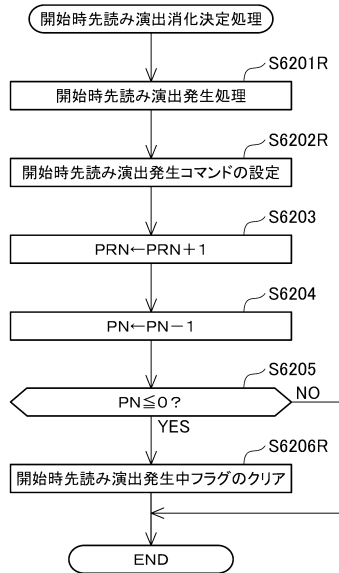 開始時先読み演出消化決定処理
S6201R
開始時先読み演出発生処理
S6202R
開始時先読み演出発生コマンドの設定
S6203
PRN←PRN+1
S6204
PN←PN−1
S6205
PN≦0?
NO
YES
S6206R
開始時先読み演出発生中フラグのクリア
END